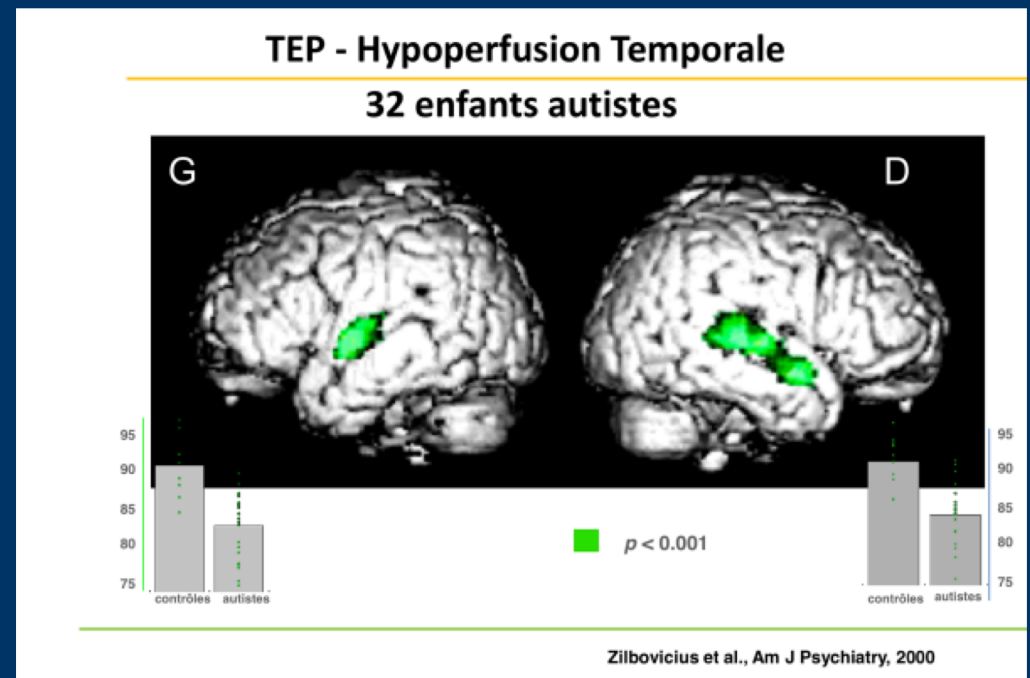 TEP - Hypoperfusion Temporale
32 enfants autistes
G
D
95
90
85
80
75
contrôles autistes
p < 0.001
95
90
85
80
75
contrôles autistes
Zilbovicius et al., Am J Psychiatry, 2000